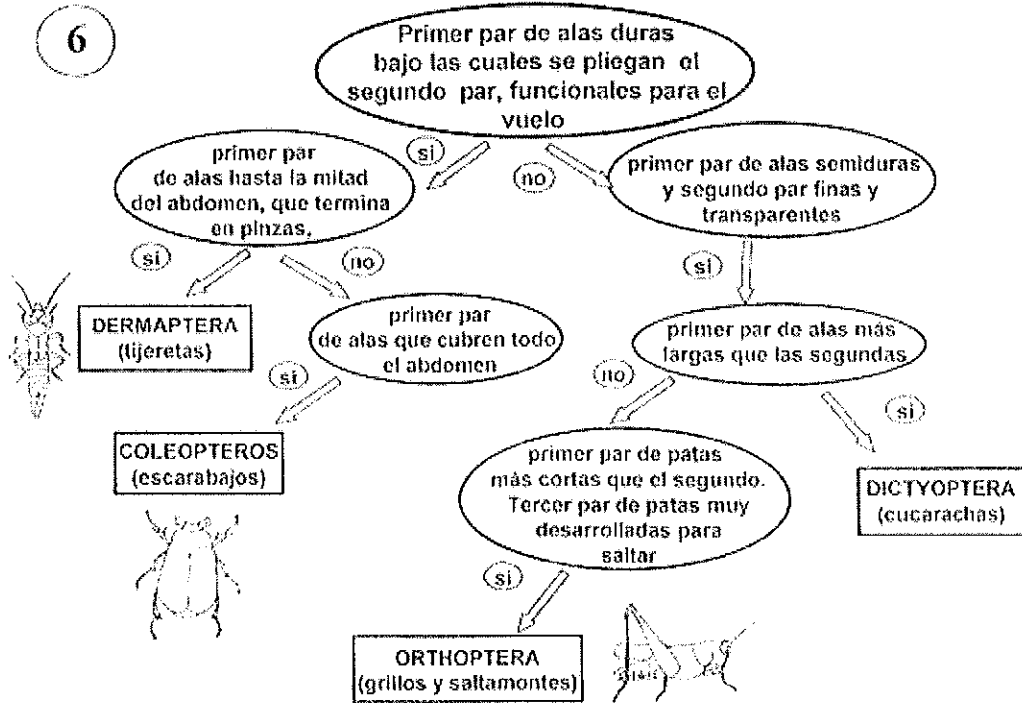 6
Primer par de alas duras
bajo las cuales se pliegan el
segundo par, funcionales para el
vuelo
si
no
primer par
de alas hasta la mitad
del abdomen, que termina
en pinzas,
primer par de alas semiduras
y segundo par finas y
transparentes
si
no
si
DERMAPTERA
(tijeretas)
primer par
de alas que cubren todo
el abdomen
primer par de alas más
largas que las segundas
si
no
si
COLEOPTEROS
(escarabajos)
primer par de patas
más cortas que el segundo.
Tercer par de patas muy
desarrolladas para
saltar
DICTYOPTERA
(cucarachas)
si
ORTHOPTERA
(grillos y saltamontes)